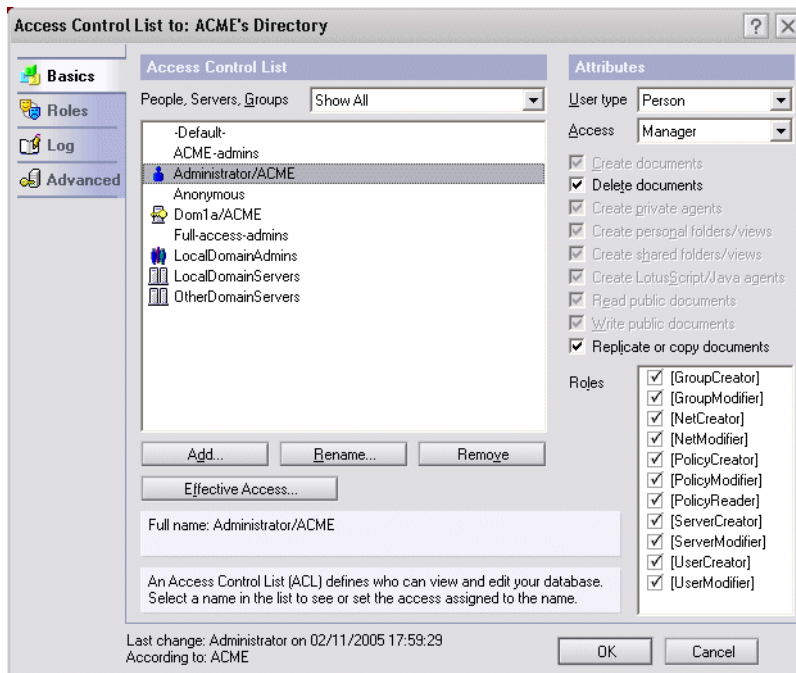 Access Control List to: ACME's Directory
?
Basics
Roles
Log
Advanced
Access Control List
People, Servers, Groups
Show All
-Default-
ACME-admins
Administrator/ACME
Anonymous
Dom1a/ACME
Full-access-admins
LocalDomainAdmins
LocalDomainServers
OtherDomainServers
Add...
Rename...
Remove
Effective Access...
Full name: Administrator/ACME
An Access Control List (ACL) defines who can view and edit your database.
Select a name in the list to see or set the access assigned to the name.
Attributes
User type
Person
Access
Manager
Create documents
Delete documents
Create private agents
Create personal folders/views
Create shared folders/views
Create LotusScript/Java agents
Read public documents
Write public documents
Replicate or copy documents
Roles
[GroupCreator]
[GroupModifier]
[NetCreator]
[NetModifier]
[PolicyCreator]
[PolicyModifier]
[PolicyReader]
[ServerCreator]
[ServerModifier]
[UserCreator]
[UserModifier]
Last change: Administrator on 02/11/2005 17:59:29
According to: ACME
OK
Cancel